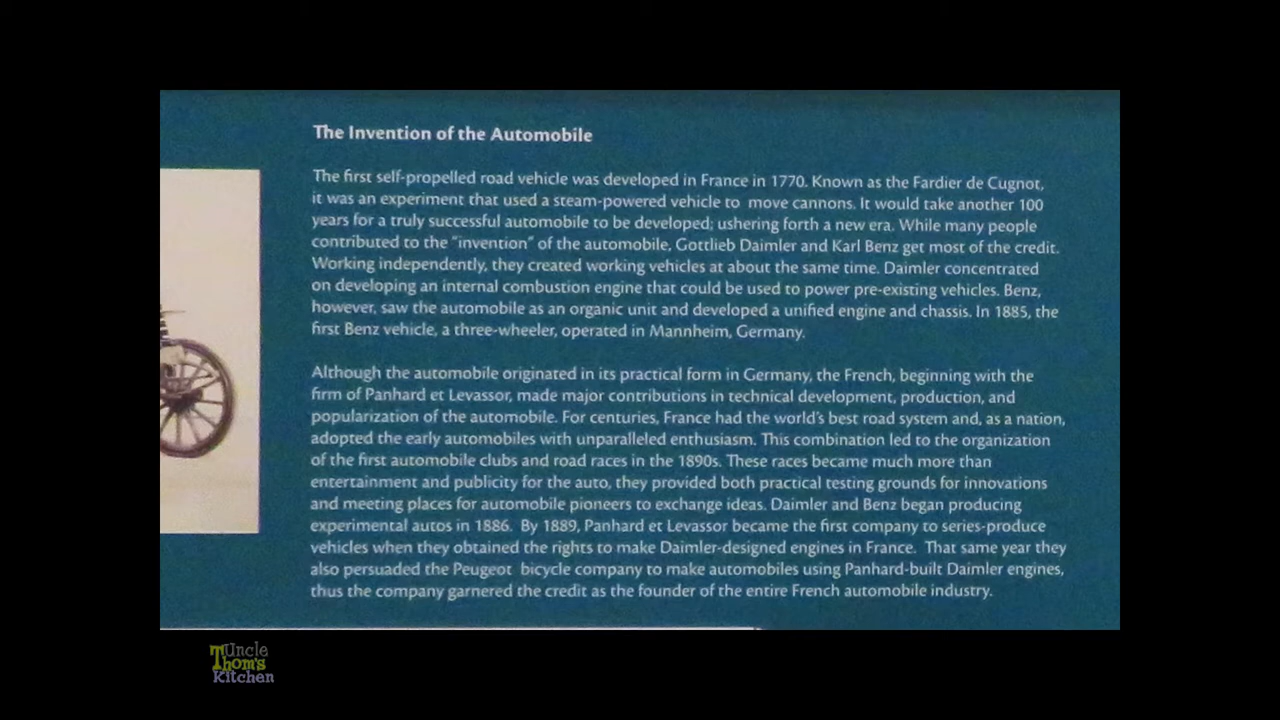 The Invention of the Automobile
The first self-propelled road vehicle was developed in France in 1770. Known as the Fardier de Cugnot,
it was an experiment that used a steam-powered vehicle to move cannons. It would take another 100
years for a truly successful automobile to be developed; ushering forth a new era. While many people
contributed to the "invention" of the automobile, Gottlieb Daimler and Karl Benz get most of the credit.
Working independently, they created working vehicles at about the same time. Daimler concentrated
on developing an internal combustion engine that could be used to power pre-existing vehicles. Benz,
however, saw the automobile as an organic unit and developed a unified engine and chassis. In 1885, the
first Benz vehicle, a three-wheeler, operated in Mannheim, Germany.
Although the automobile originated in its practical form in Germany, the French, beginning with the
firm of Panhard et Levassor, made major contributions in technical development, production, and
popularization of the automobile. For centuries, France had the world's best road system and, as a nation,
adopted the early automobiles with unparalleled enthusiasm. This combination led to the organization
of the first automobile clubs and road races in the 1890s. These races became much more than
entertainment and publicity for the auto, they provided both practical testing grounds for innovations
and meeting places for automobile pioneers to exchange ideas. Daimler and Benz began producing
experimental autos in 1886. By 1889, Panhard et Levassor became the first company to series-produce
vehicles when they obtained the rights to make Daimler-designed engines in France. That same year they
also persuaded the Peugeot bicycle company to make automobiles using Panhard-built Daimler engines,
thus the company garnered the credit as the founder of the entire French automobile industry.
Uncle
Thom's
Kitchen